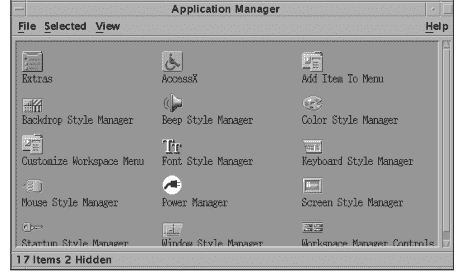 Application Manager
File Selected View Help
Extras AccessX Add Item To Menu
Backdrop Style Manager Beep Style Manager Color Style Manager
Customize Workspace Menu Font Style Manager Keyboard Style Manager
Mouse Style Manager Power Manager Screen Style Manager
Startup Style Manager Window Style Manager Workspace Manager Controls
17 Items 2 Hidden